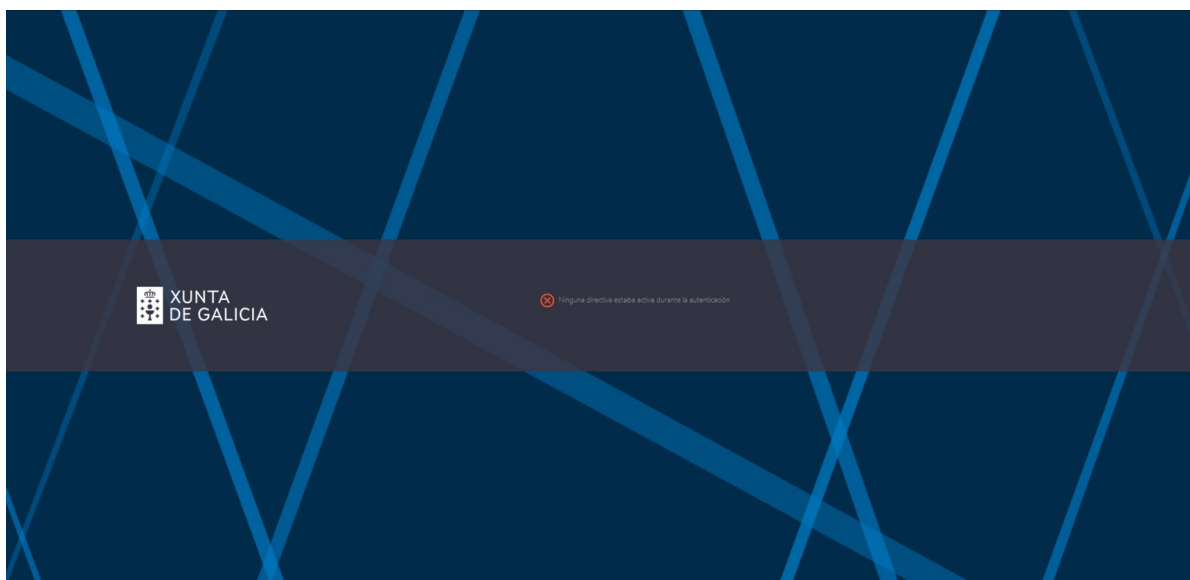 XUNTA
DE GALICIA
Ninguna directiva estaba activa durante la autenticación